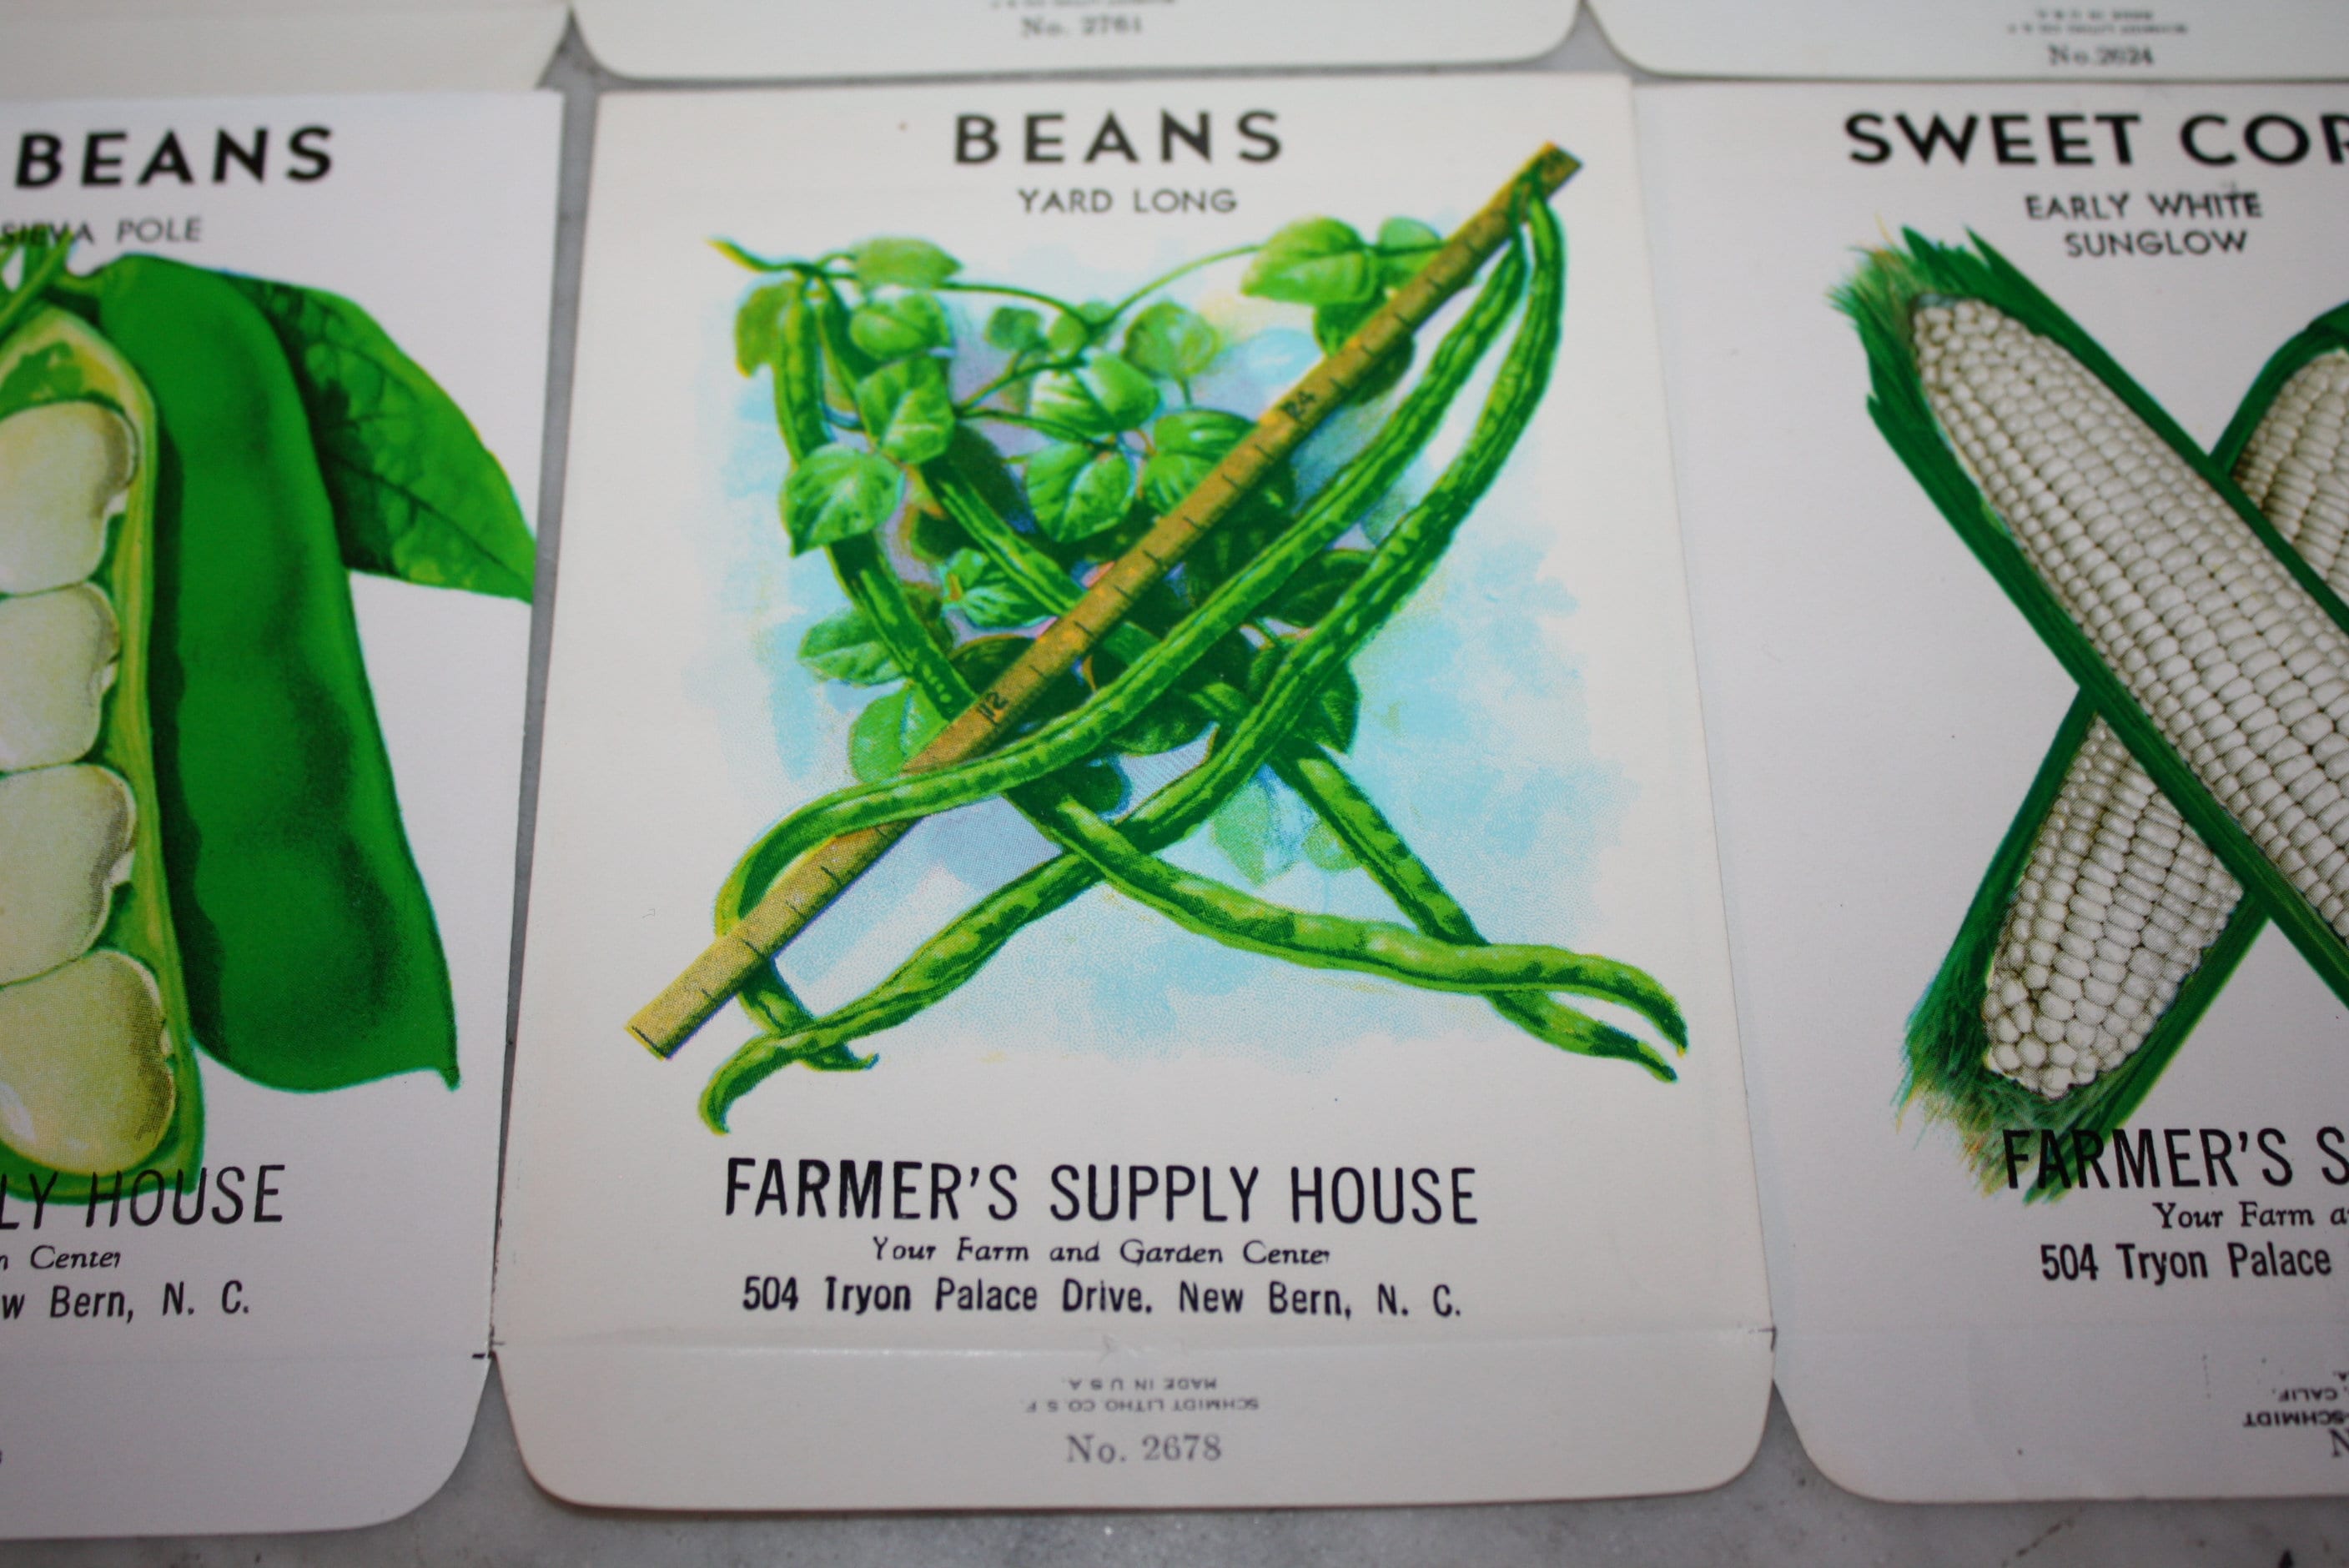 No. 2761
No. 2624
BEANS
POLE
LY HOUSE
Center
w Bern, N. C.
BEANS
YARD LONG
24
12
FARMER'S SUPPLY HOUSE
Your Farm and Garden Center
504 Tryon Palace Drive. New Bern, N. C.
MADE IN U S A.
SCHMIDT LITHO CO. S F
No. 2678
SWEET COR
EARLY WHITE
SUNGLOW
FARMER'S S
Your Farm a
504 Tryon Palace
CALIF.
SCHMIDT